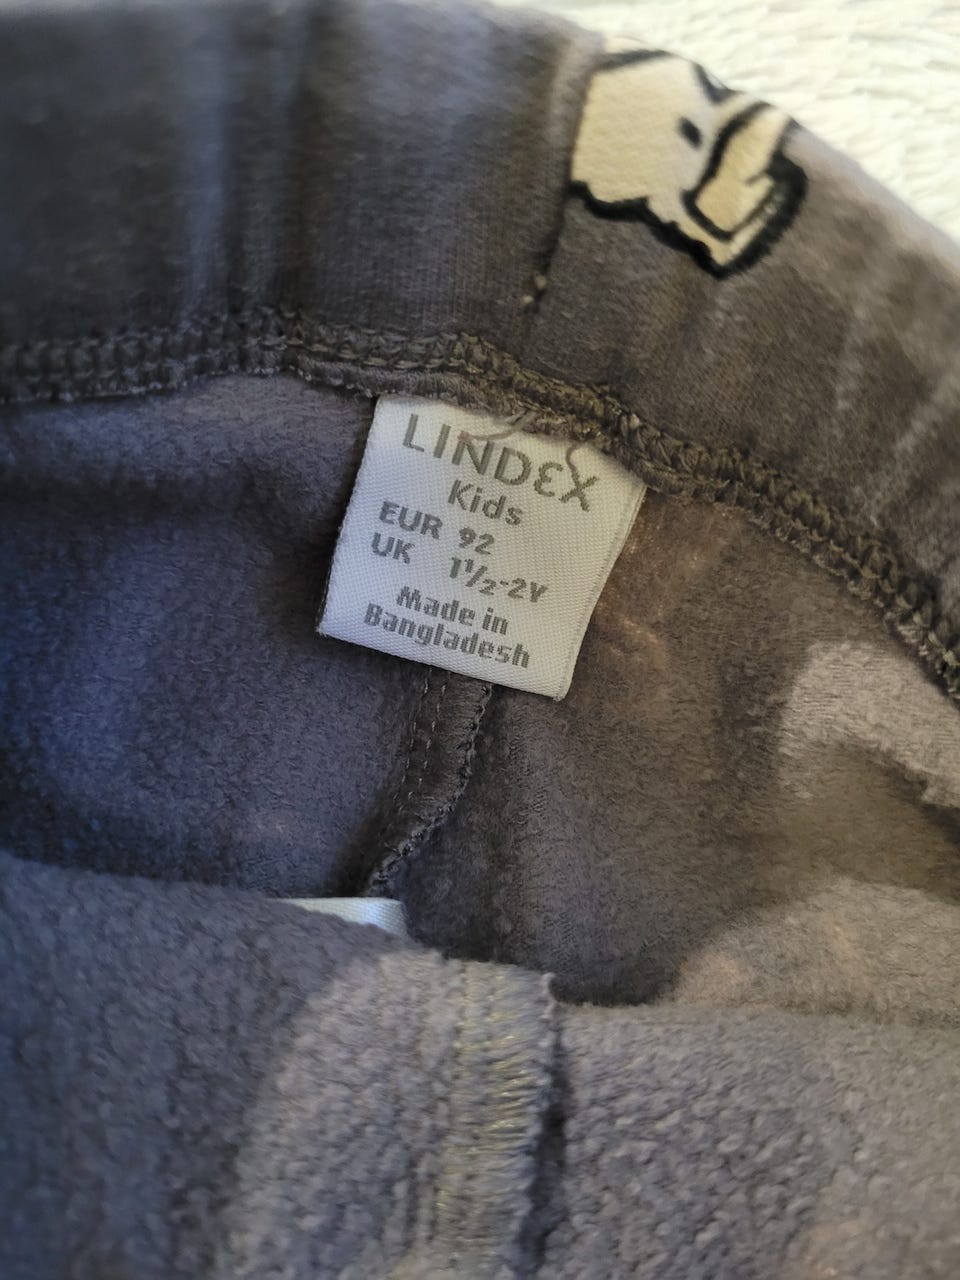 LINDEX
Kids
EUR 92
UK 1½-2Y
Made in
Bangladesh